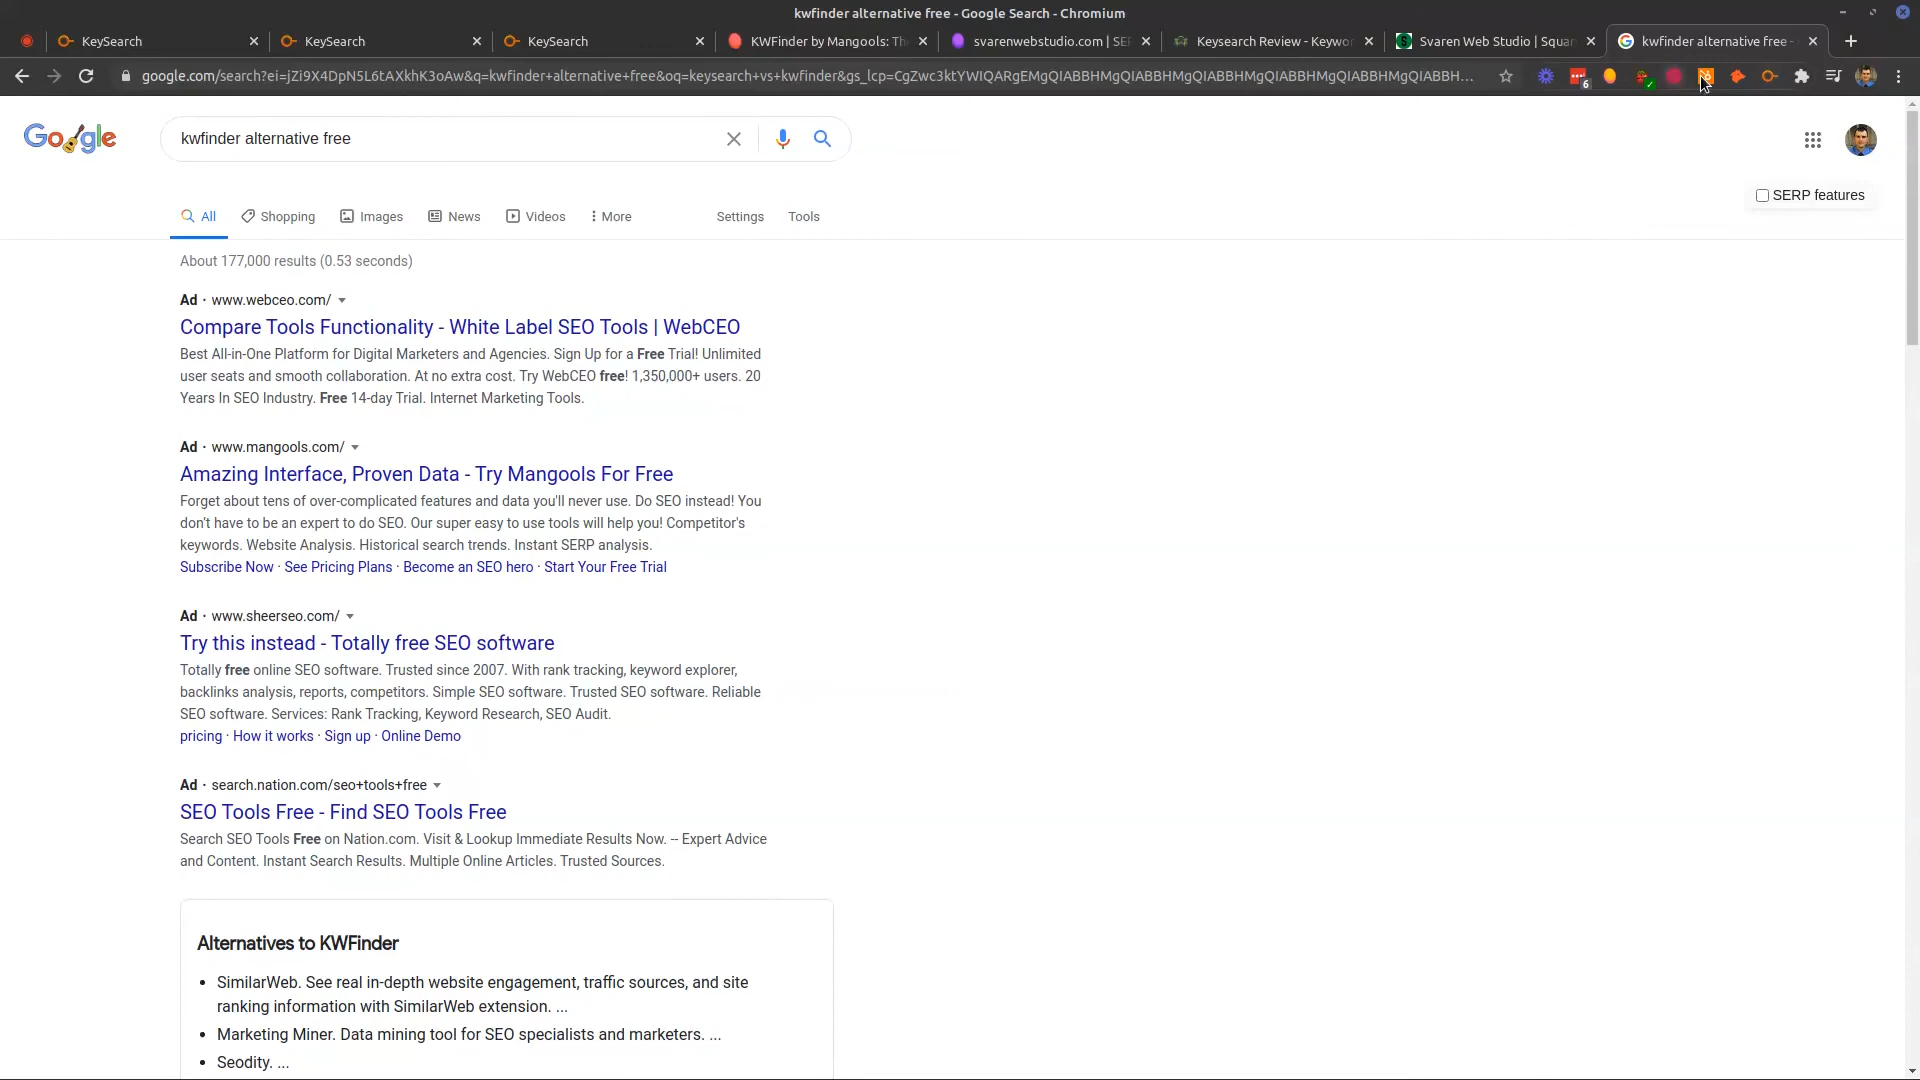 kwfinder alternative free - Google Search - Chromium
KeySearch
KeySearch
KeySearch
KWFinder by Mangools: Th
svarenwebstudio.com | SER
Keysearch Review - Keywor
Svaren Web Studio | Squar
kwfinder alternative free -
google.com/search?ei=jZi9X4DpN5L6tAXkhK3oAw&q=kwfinder+alternative+free&oq=keysearch+vs+kwfinder&gs_lcp=CgZwc3ktYWIQARgEMgQIABBHMgQIABBHMgQIABBHMgQIABBHMgQIABBHMgQIABBHMgQIABBH...
6
Google
kwfinder alternative free
SERP features
All
Shopping
Images
News
Videos
More
Settings
Tools
About 177,000 results (0.53 seconds)
Ad · www.webceo.com/
Compare Tools Functionality - White Label SEO Tools | WebCEO
Best All-in-One Platform for Digital Marketers and Agencies. Sign Up for a Free Trial! Unlimited
user seats and smooth collaboration. At no extra cost. Try WebCEO free! 1,350,000+ users. 20
Years In SEO Industry. Free 14-day Trial. Internet Marketing Tools.
Ad · www.mangools.com/
Amazing Interface, Proven Data - Try Mangools For Free
Forget about tens of over-complicated features and data you'll never use. Do SEO instead! You
don't have to be an expert to do SEO. Our super easy to use tools will help you! Competitor's
keywords. Website Analysis. Historical search trends. Instant SERP analysis.
Subscribe Now · See Pricing Plans · Become an SEO hero · Start Your Free Trial
Ad · www.sheerseo.com/
Try this instead - Totally free SEO software
Totally free online SEO software. Trusted since 2007. With rank tracking, keyword explorer,
backlinks analysis, reports, competitors. Simple SEO software. Trusted SEO software. Reliable
SEO software. Services: Rank Tracking, Keyword Research, SEO Audit.
pricing · How it works · Sign up · Online Demo
Ad · search.nation.com/seo+tools+free
SEO Tools Free - Find SEO Tools Free
Search SEO Tools Free on Nation.com. Visit & Lookup Immediate Results Now. -- Expert Advice
and Content. Instant Search Results. Multiple Online Articles. Trusted Sources.
Alternatives to KWFinder
• SimilarWeb. See real in-depth website engagement, traffic sources, and site
ranking information with SimilarWeb extension. ...
• Marketing Miner. Data mining tool for SEO specialists and marketers. ...
• Seodity. ...